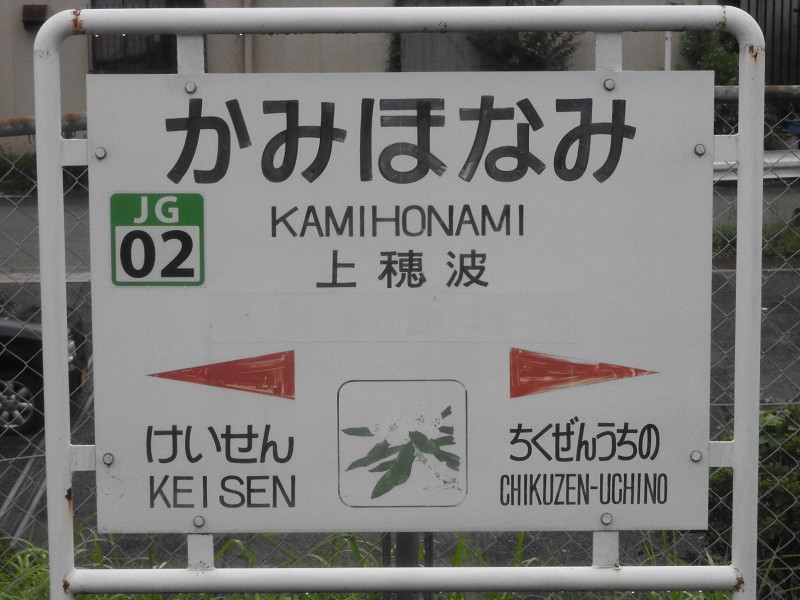 かみほなみ
JG
02
KAMIHONAMI
上穂波
けいせん
KEISEN
ちくぜんうちの
CHIKUZEN-UCHINO